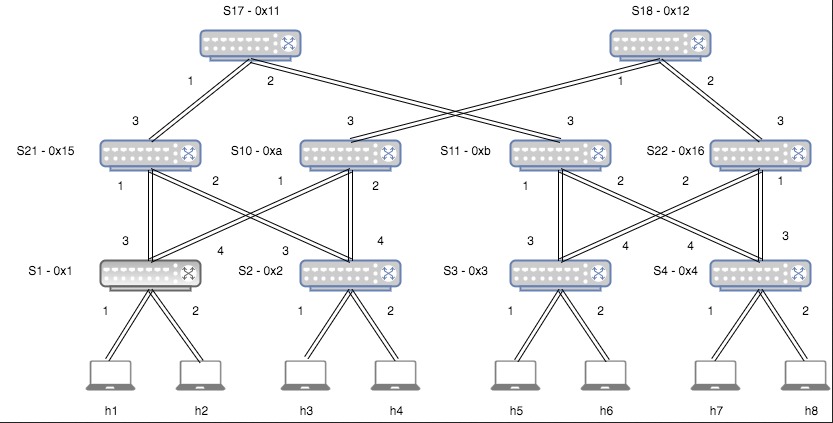 S17 - 0x11 S18 - 0x12
1 2 1 2
3 3 3 3
S21 - 0x15 S10 - 0xa S11 - 0xb S22 - 0x16
1 2 1 2 1 2 2 1
3 4 3 4 3 4 4 3
S1 - 0x1 S2 - 0x2 S3 - 0x3 S4 - 0x4
1 2 1 2 1 2 1 2
h1 h2 h3 h4 h5 h6 h7 h8